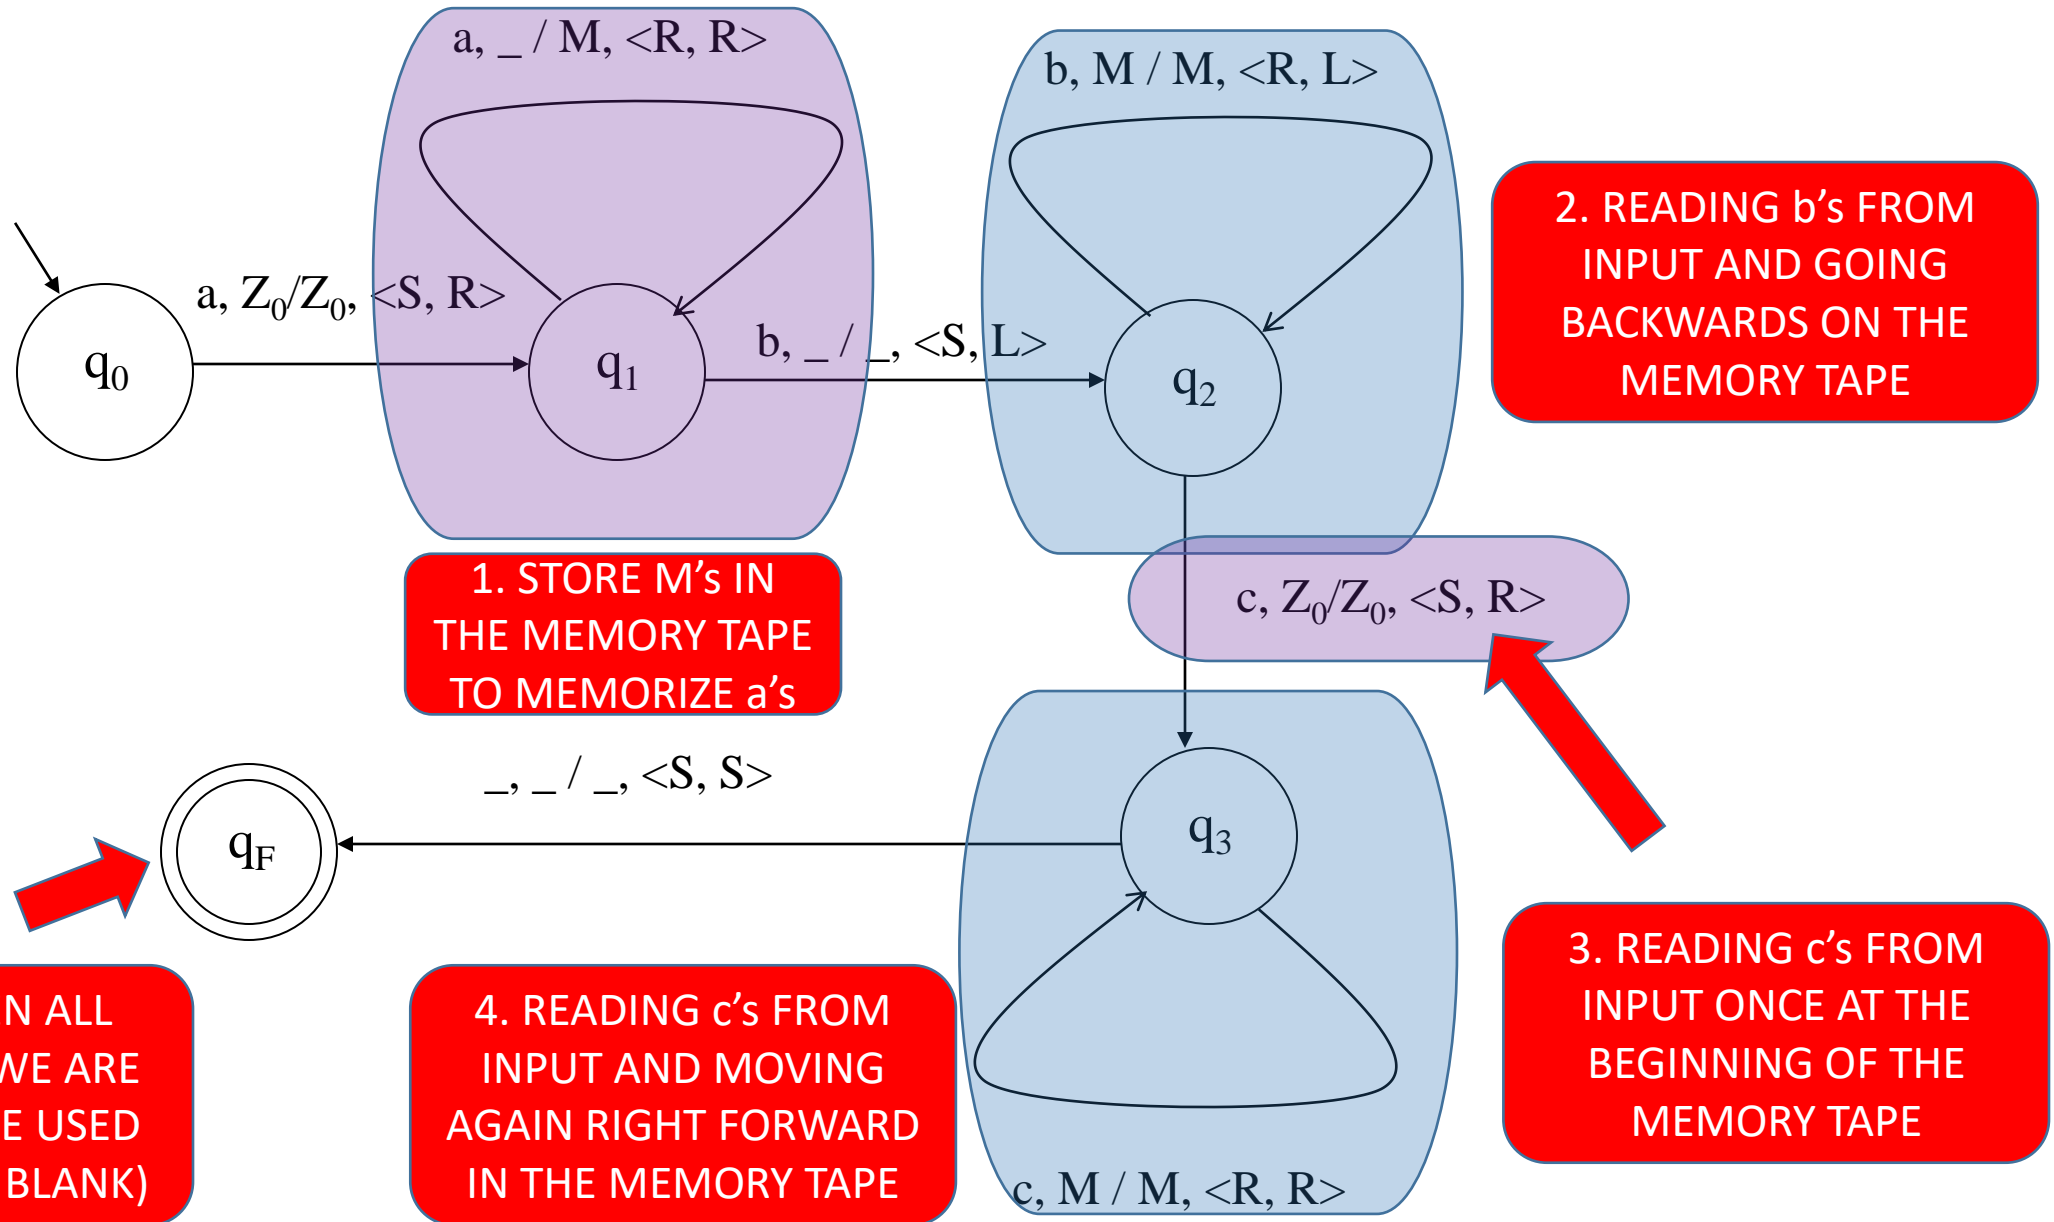 a, _ / M, <R, R>
b, M / M, <R, L>
a, Z₀/Z₀, <S, R>
b, _ / _, <S, L>
q₀
q₁
q₂
2. READING b’s FROM
INPUT AND GOING
BACKWARDS ON THE
MEMORY TAPE
1. STORE M’s IN
THE MEMORY TAPE
TO MEMORIZE a’s
c, Z₀/Z₀, <S, R>
_, _ / _, <S, S>
q_F
q₃
N ALL
WE ARE
E USED
BLANK)
4. READING c’s FROM
INPUT AND MOVING
AGAIN RIGHT FORWARD
IN THE MEMORY TAPE
c, M / M, <R, R>
3. READING c’s FROM
INPUT ONCE AT THE
BEGINNING OF THE
MEMORY TAPE